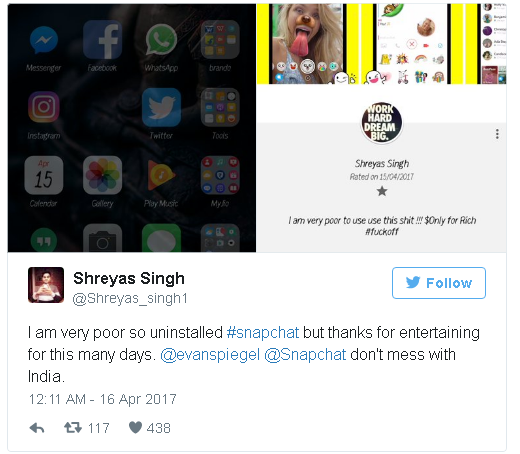 Messenger Facebook WhatsApp brands
Instagram Twitter Tools
Apr
15
Calendar Gallery Play Music MyJio
WORK
HARD
DREAM
BIG.
Shreyas Singh
Rated on 15/04/2017
I am very poor to use use this shit !!! $Only for Rich
#fuckoff
Shreyas Singh
@Shreyas_singh1
Follow
I am very poor so uninstalled #snapchat but thanks for entertaining
for this many days. @evanspiegel @Snapchat don't mess with
India.
12:11 AM - 16 Apr 2017
117 438